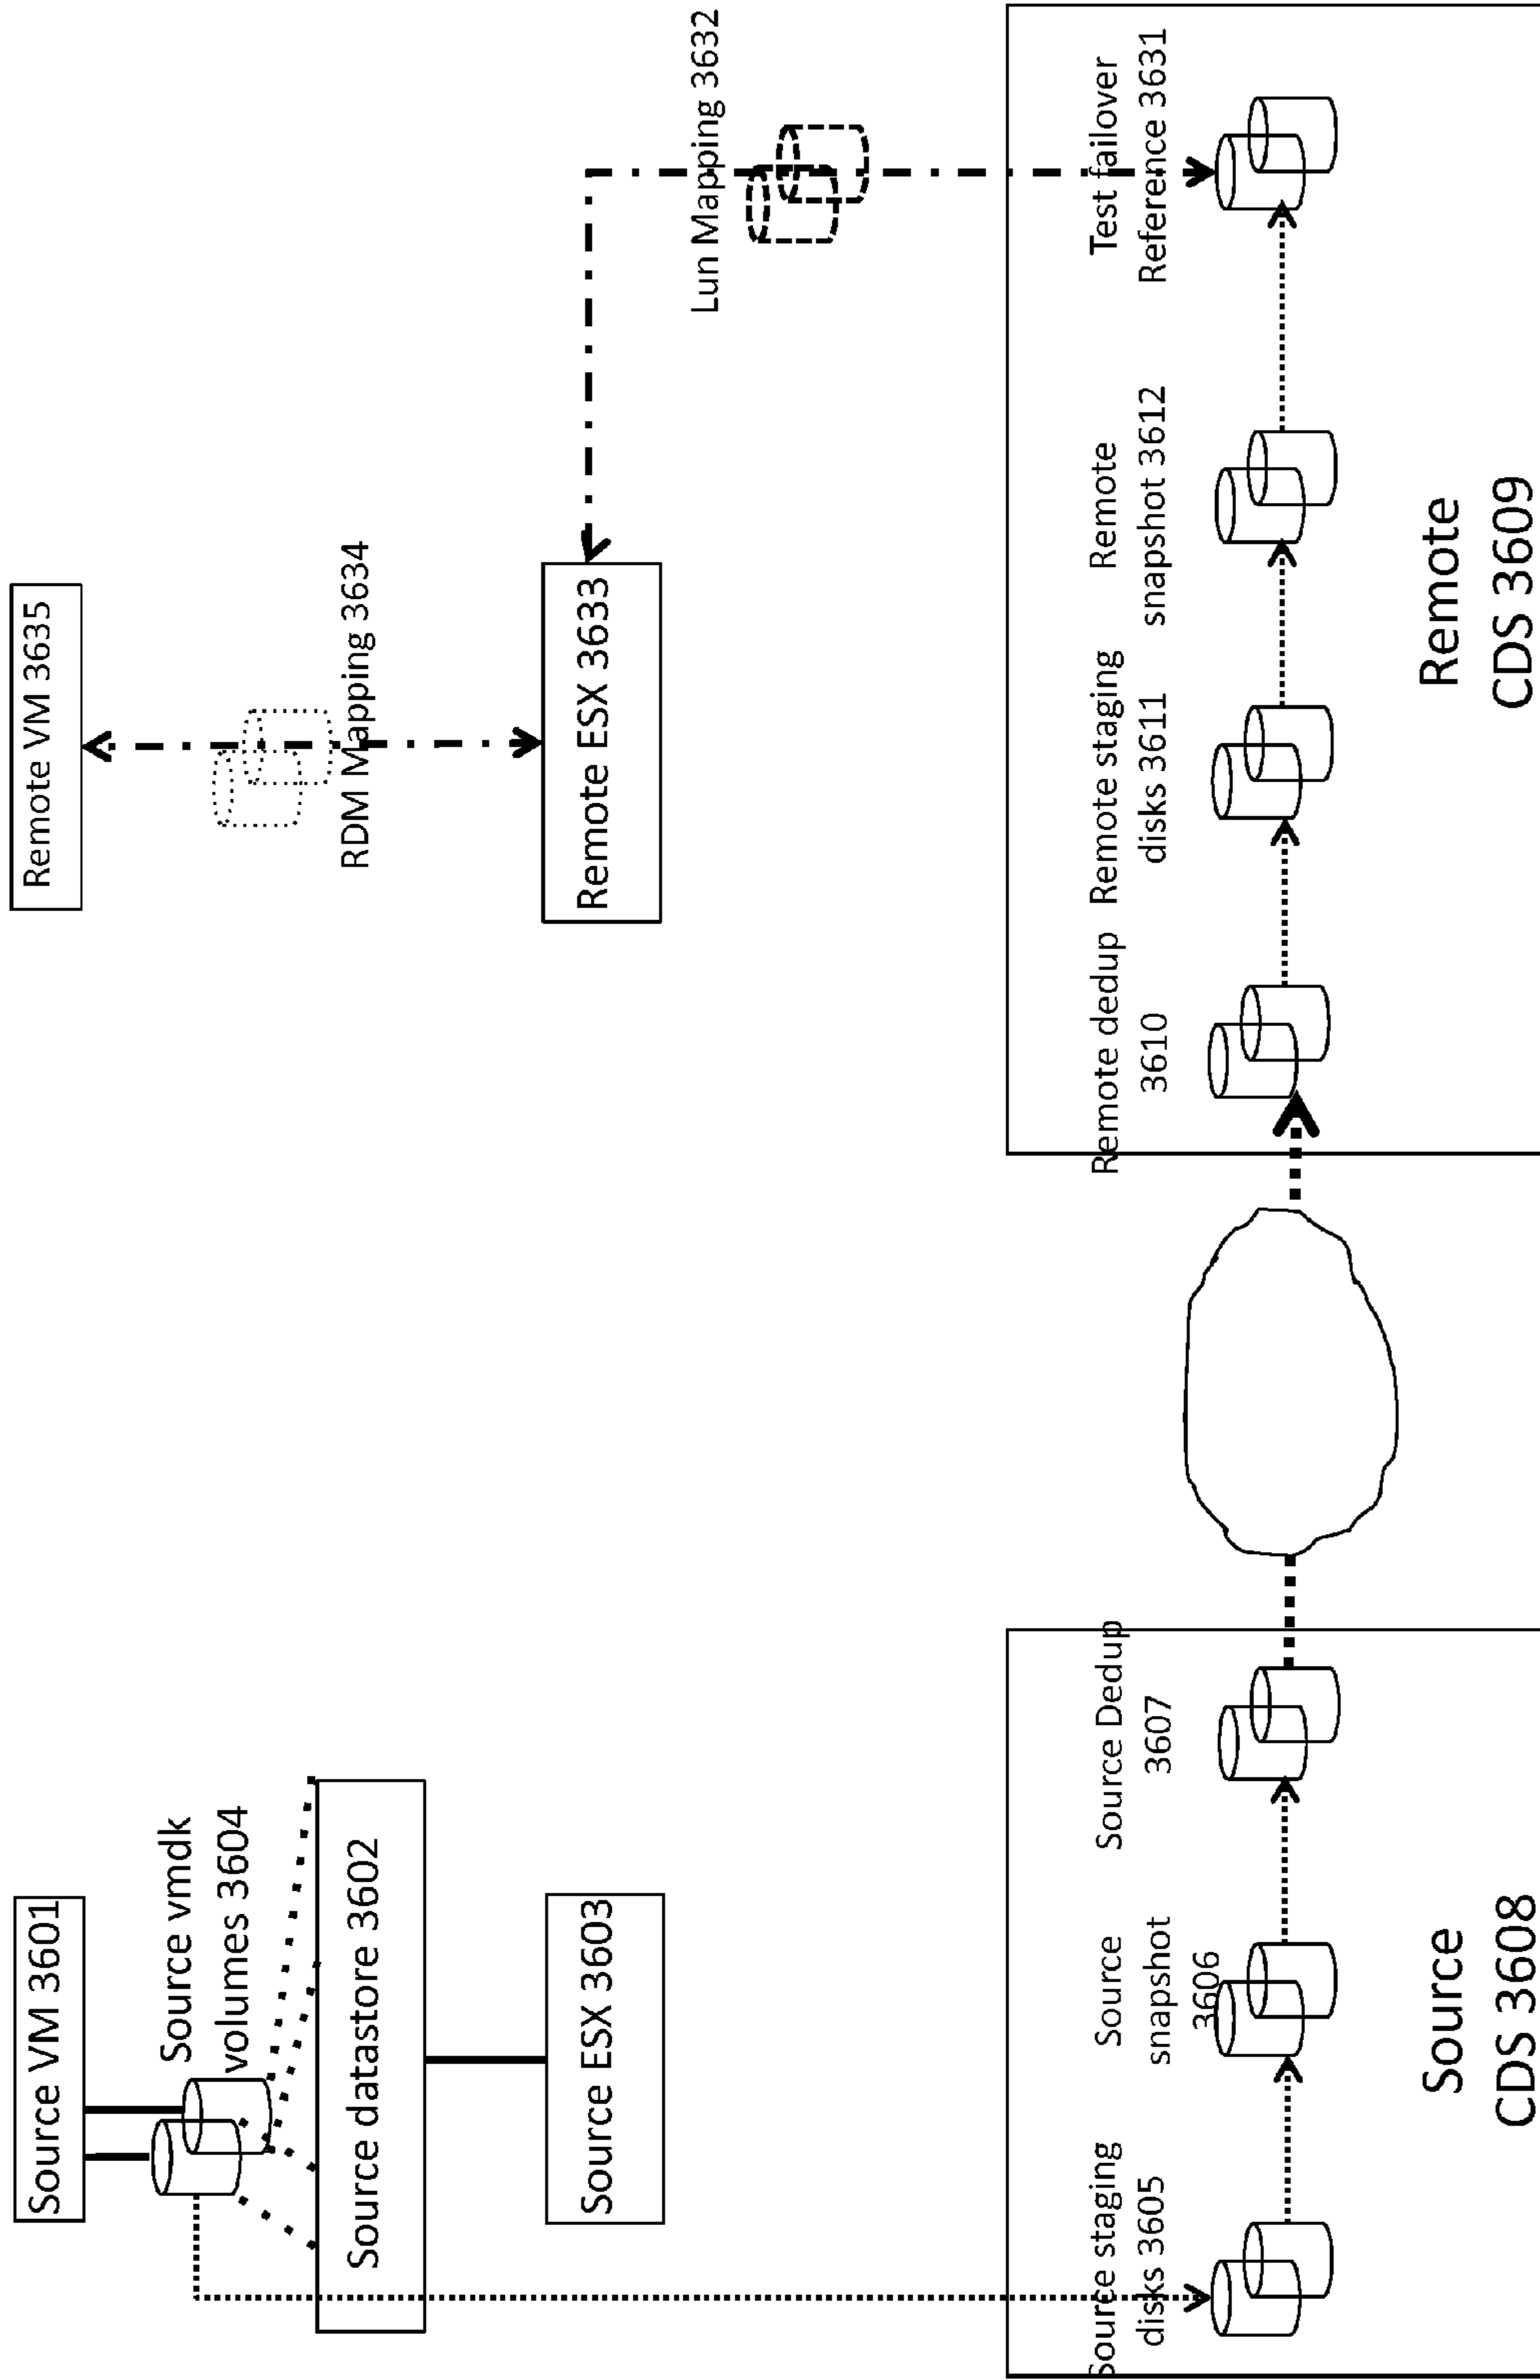 Source VM 3601
Source vmdk
volumes 3604
Source datastore 3602
Source ESX 3603
Remote VM 3635
RDM Mapping 3634
Remote ESX 3633
Lun Mapping 3632
Source staging
disks 3605
Source
snapshot
3606
Source Dedup
3607
Source
CDS 3608
Remote dedup
3610
Remote staging
disks 3611
Remote
snapshot 3612
Test failover
Reference 3631
Remote
CDS 3609